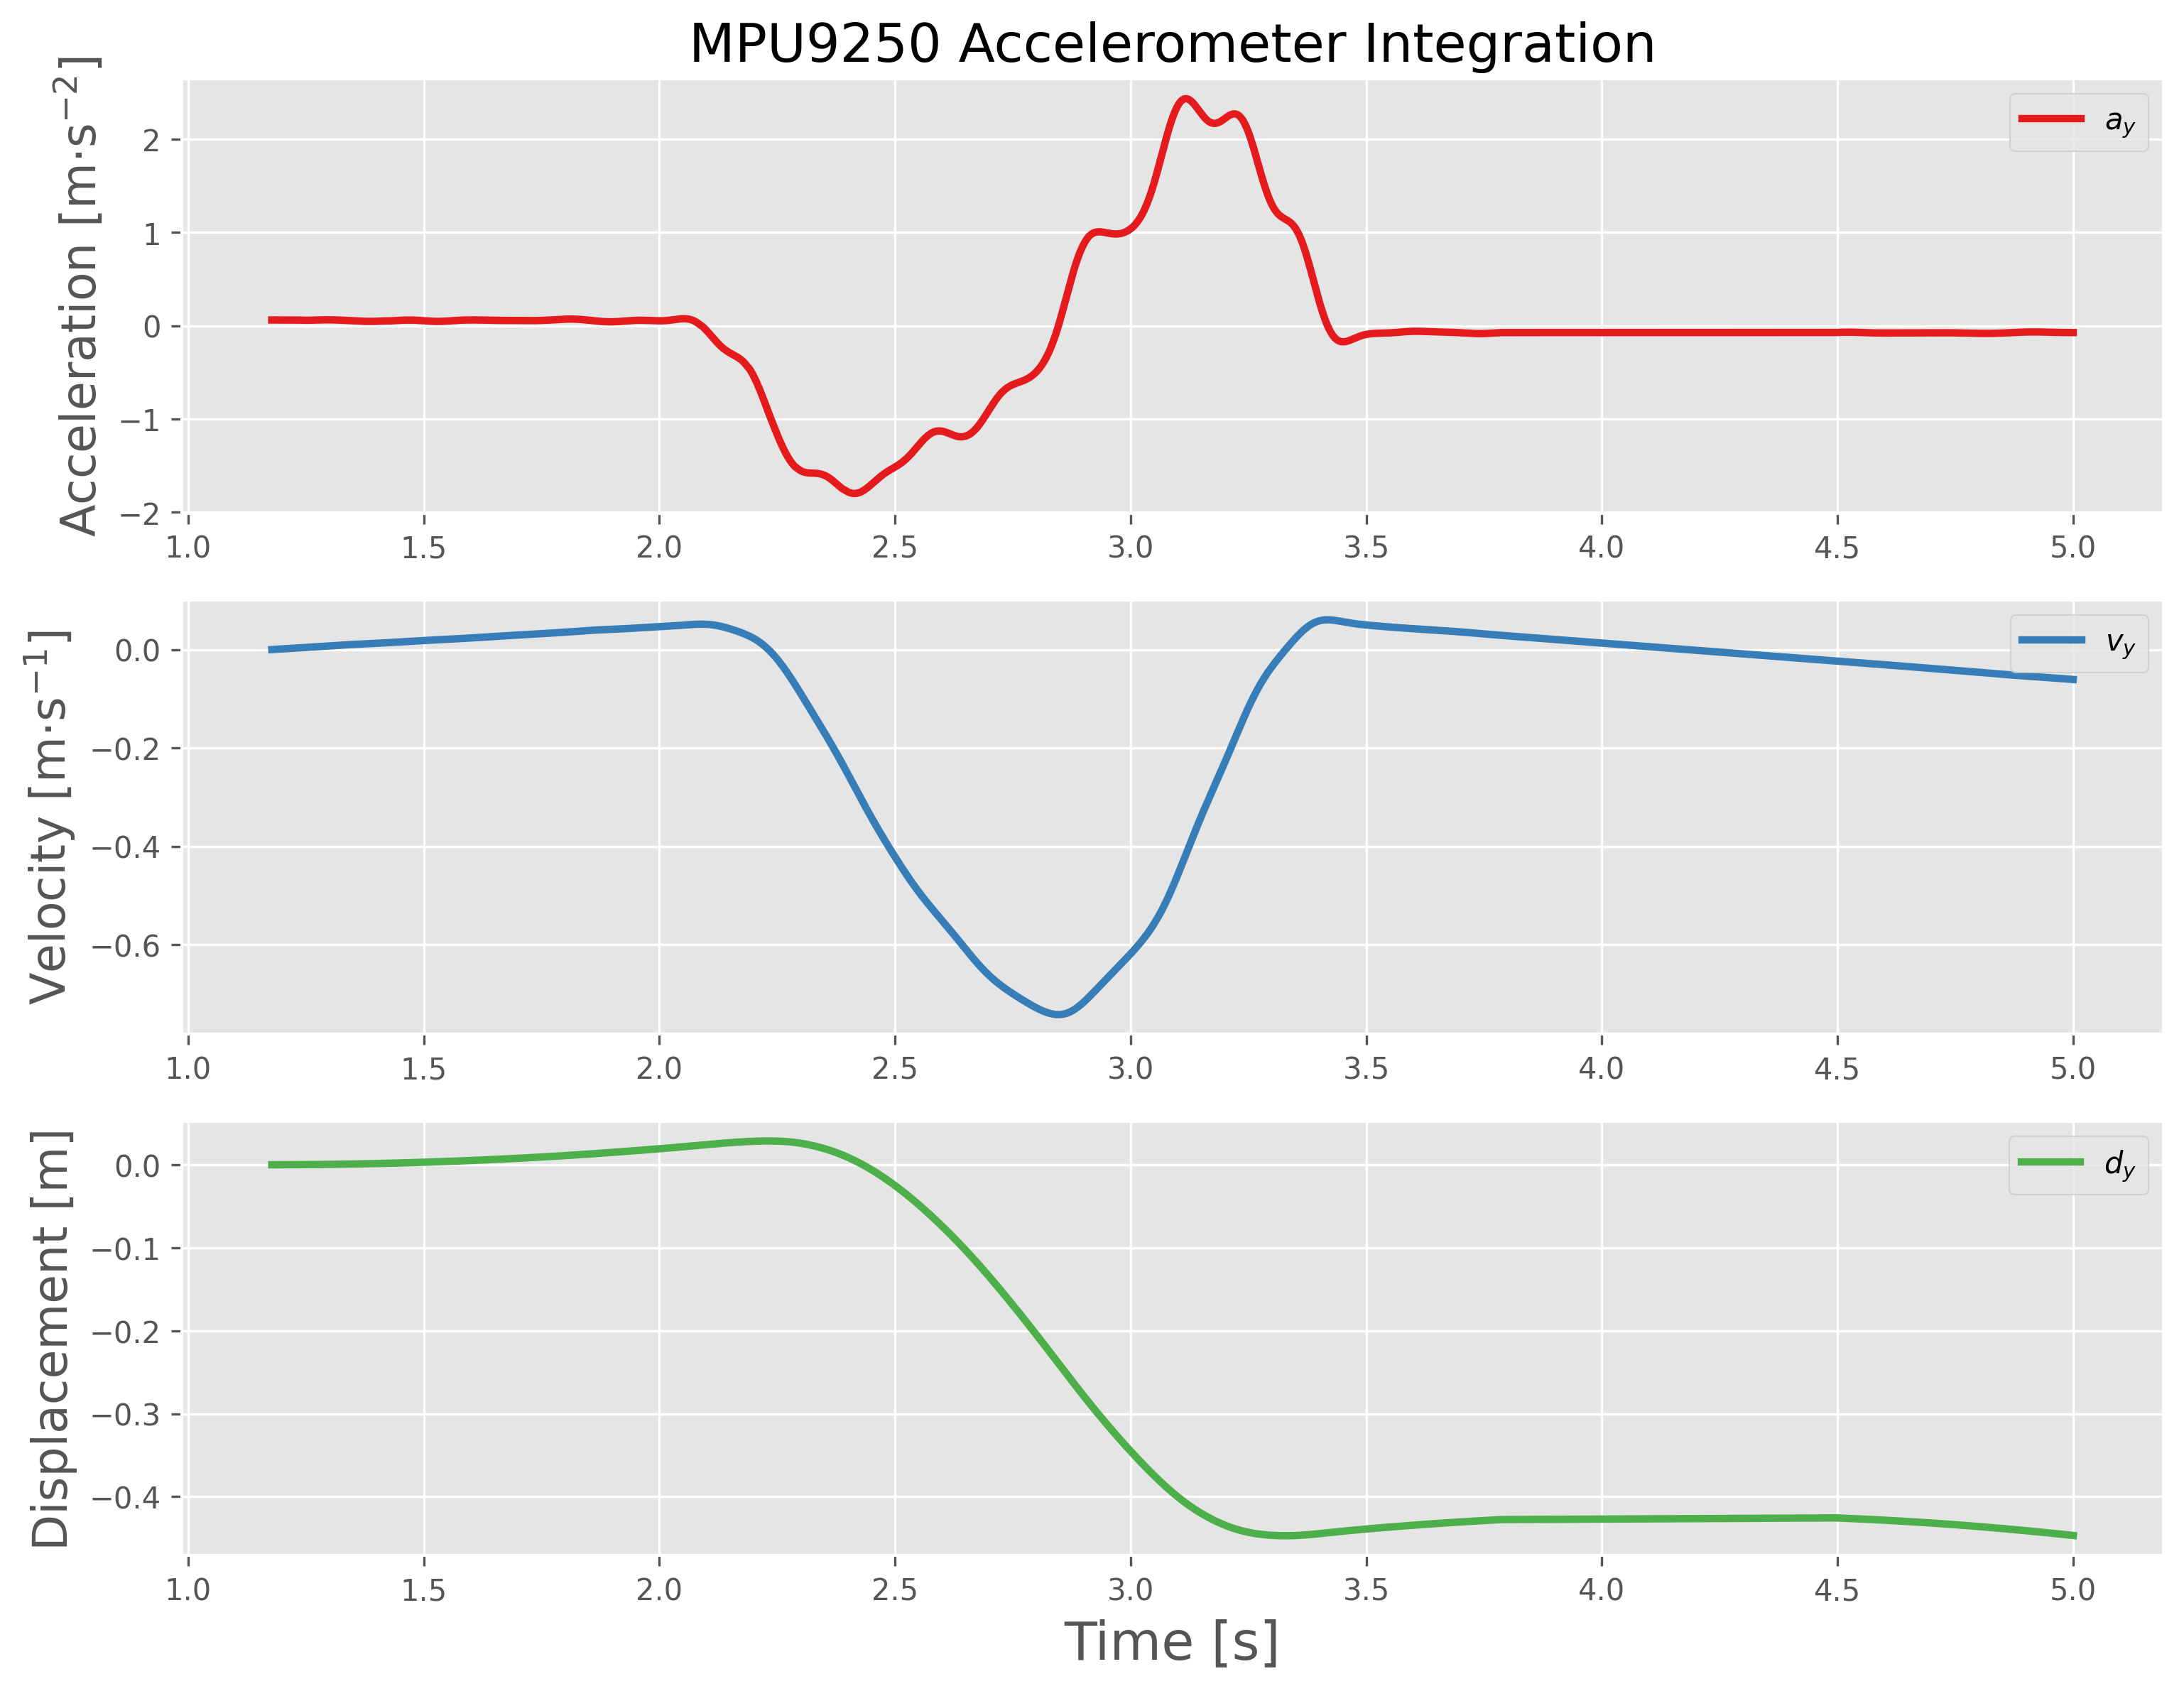 MPU9250 Accelerometer Integration
Acceleration [m·s⁻²]
2
1
0
−1
−2
a_y
1.0 1.5 2.0 2.5 3.0 3.5 4.0 4.5 5.0
Velocity [m·s⁻¹]
0.0
−0.2
−0.4
−0.6
v_y
1.0 1.5 2.0 2.5 3.0 3.5 4.0 4.5 5.0
Displacement [m]
0.0
−0.1
−0.2
−0.3
−0.4
d_y
1.0 1.5 2.0 2.5 3.0 3.5 4.0 4.5 5.0
Time [s]